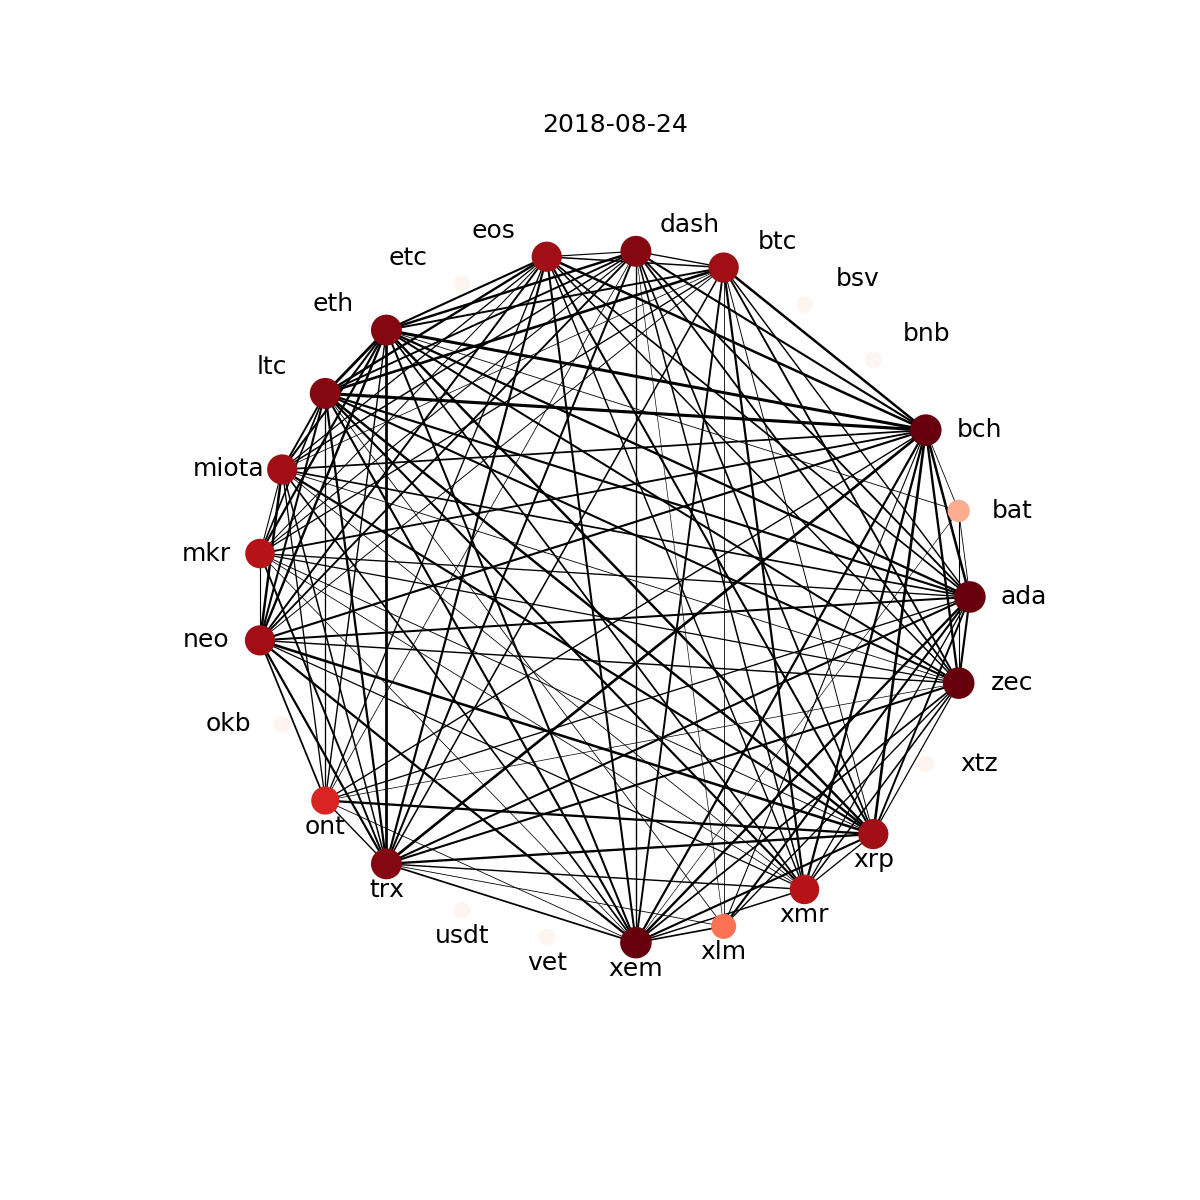 2018-08-24
dash
eos
btc
etc
bsv
eth
bnb
ltc
bch
miota
bat
mkr
ada
neo
zec
okb
xtz
ont
xrp
trx
xmr
usdt
xlm
vet
xem